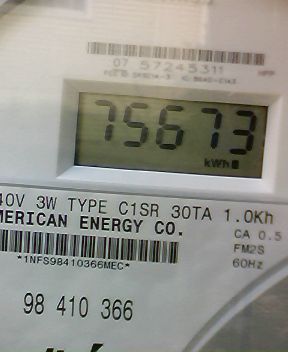 07 57245311
75673
kWh
40V 3W TYPE C1SR 30TA 1.0Kh
MERICAN ENERGY CO.
CA 0.5
FM2S
60Hz
*1NFS98410366MEC*
98 410 366